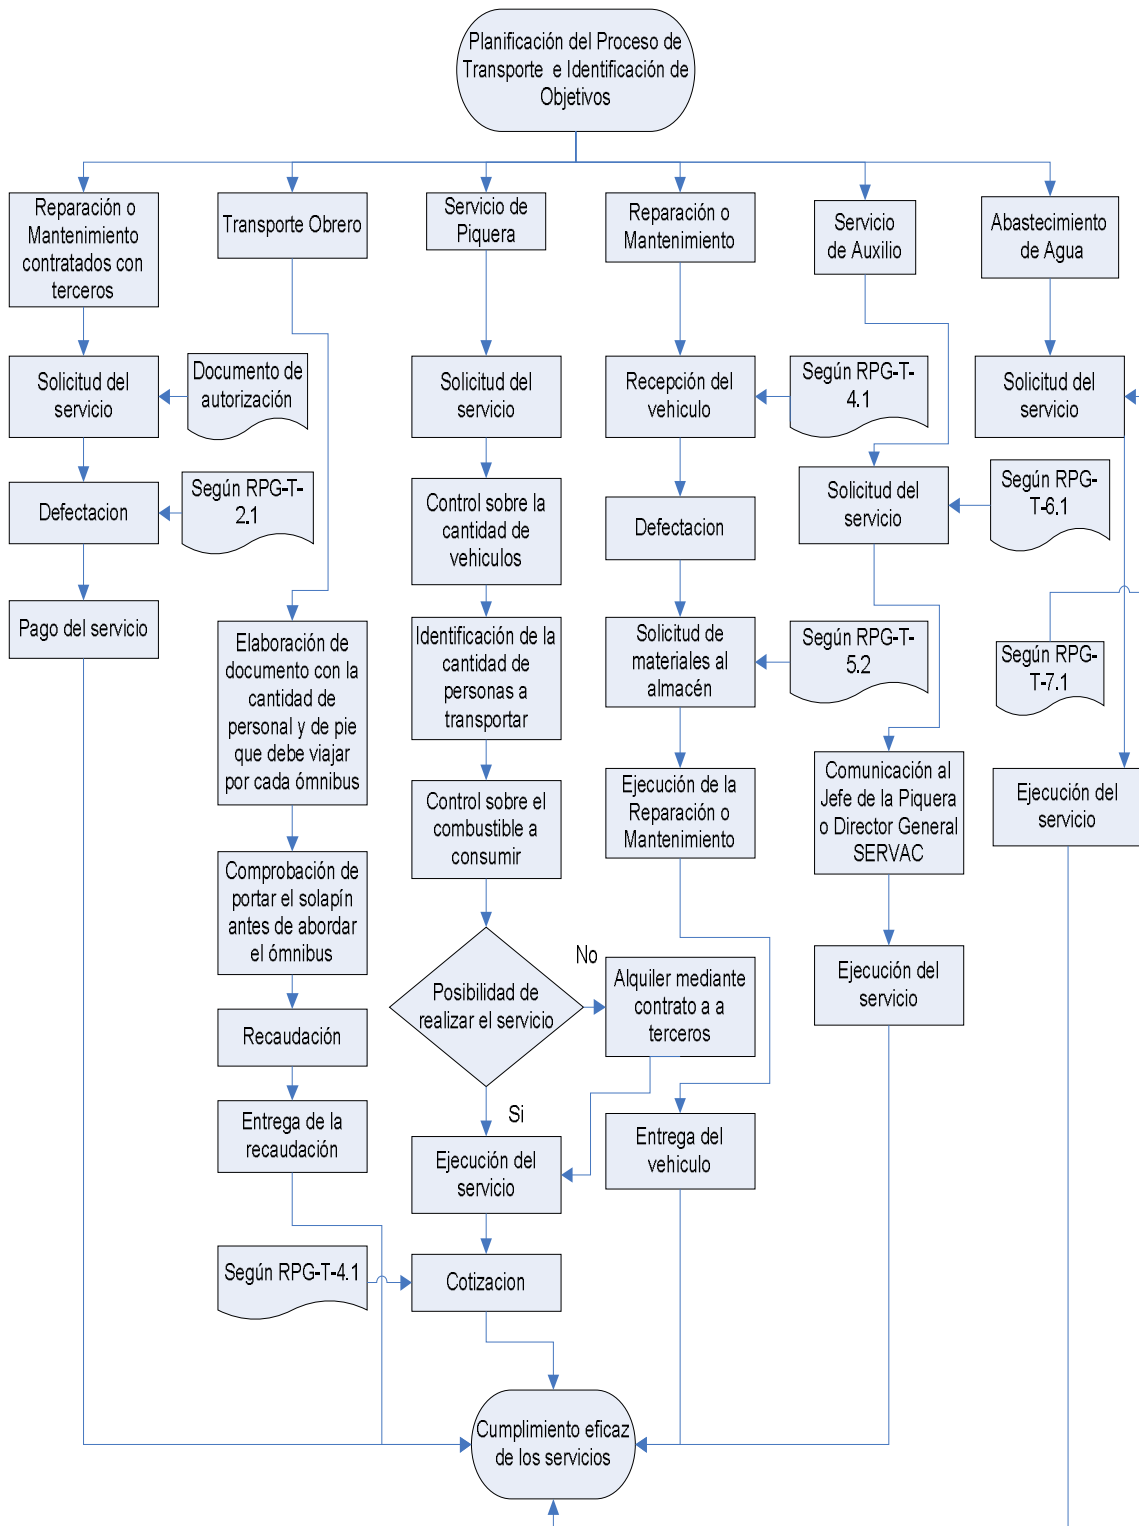 Planificación del Proceso de
Transporte e Identificación de
Objetivos
Reparación o
Mantenimiento
contratados con
terceros
Transporte Obrero
Servicio de
Piquera
Reparación o
Mantenimiento
Servicio
de Auxilio
Abastecimiento
de Agua
Solicitud del
servicio
Documento de
autorización
Solicitud del
servicio
Recepción del
vehiculo
Según RPG-T-
4.1
Solicitud del
servicio
Defectacion
Según RPG-T-
2.1
Control sobre la
cantidad de
vehiculos
Defectacion
Solicitud del
servicio
Según RPG-
T-6.1
Pago del servicio
Elaboración de
documento con la
cantidad de
personal y de pie
que debe viajar
por cada ómnibus
Identificación de la
cantidad de
personas a
transportar
Solicitud de
materiales al
almacén
Según RPG-T-
5.2
Según RPG-
T-7.1
Control sobre el
combustible a
consumir
Ejecución de la
Reparación o
Mantenimiento
Comunicación al
Jefe de la Piquera
o Director General
SERVAC
Ejecución del
servicio
Comprobación de
portar el solapín
antes de abordar
el ómnibus
Posibilidad de
realizar el servicio
No
Alquiler mediante
contrato a a
terceros
Ejecución del
servicio
Recaudación
Si
Entrega de la
recaudación
Ejecución del
servicio
Entrega del
vehiculo
Según RPG-T-4.1
Cotizacion
Cumplimiento eficaz
de los servicios